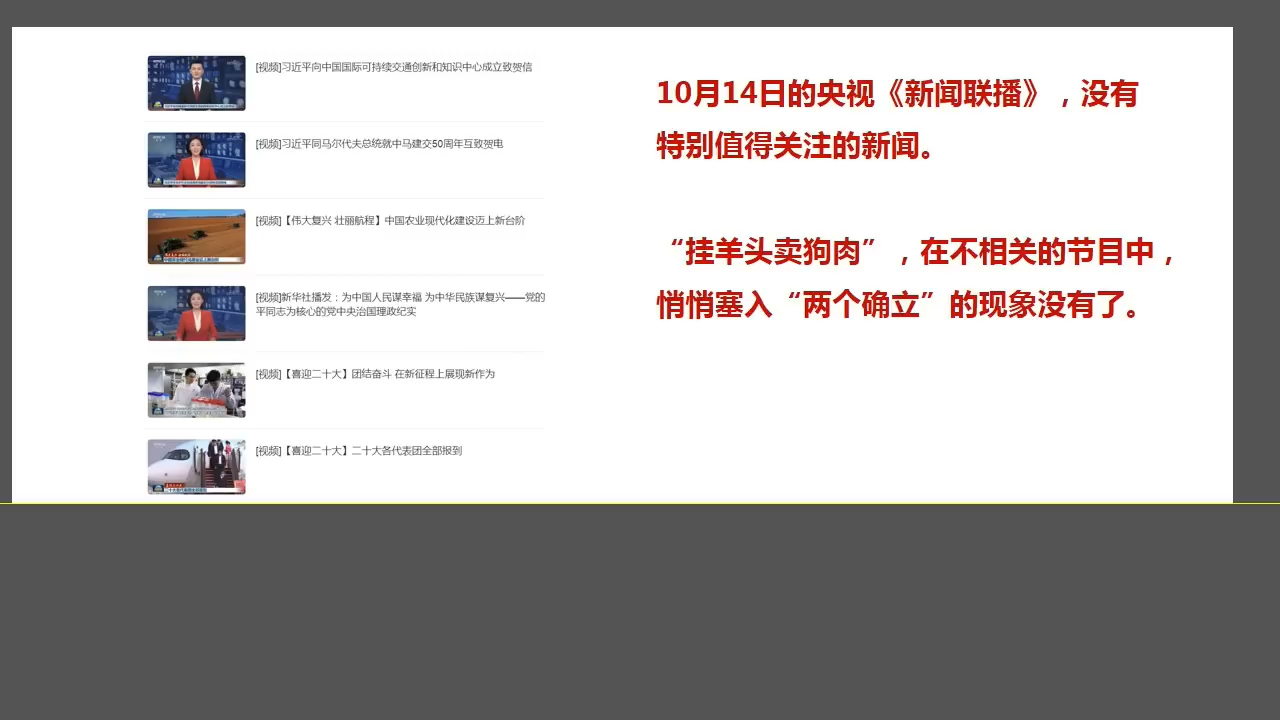 [视频]习近平向中国国际可持续交通创新和知识中心成立致贺信
[视频]习近平同马尔代夫总统就中马建交50周年互致贺电
[视频]【伟大复兴 壮丽航程】中国农业现代化建设迈上新台阶
[视频]新华社播发：为中国人民谋幸福 为中华民族谋复兴——党的
平同志为核心的党中央治国理政纪实
[视频]【喜迎二十大】团结奋斗 在新征程上展现新作为
[视频]【喜迎二十大】二十大各代表团全部报到
10月14日的央视《新闻联播》，没有
特别值得关注的新闻。
“挂羊头卖狗肉”，在不相关的节目中，
悄悄塞入“两个确立”的现象没有了。